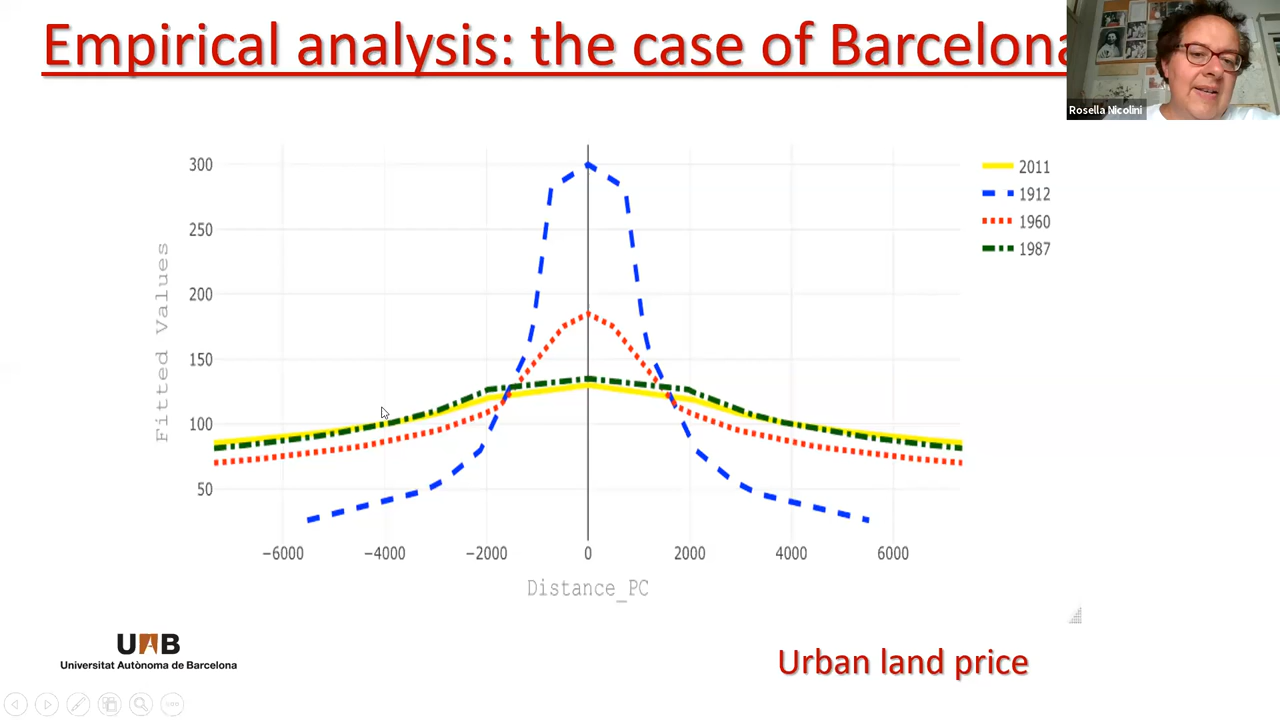 Empirical analysis: the case of Barcelona
Rosella Nicolini
300
250
200
150
100
50
Fitted Values
−6000 −4000 −2000 0 2000 4000 6000
Distance_PC
2011
1912
1960
1987
UAB
Universitat Autònoma de Barcelona
Urban land price